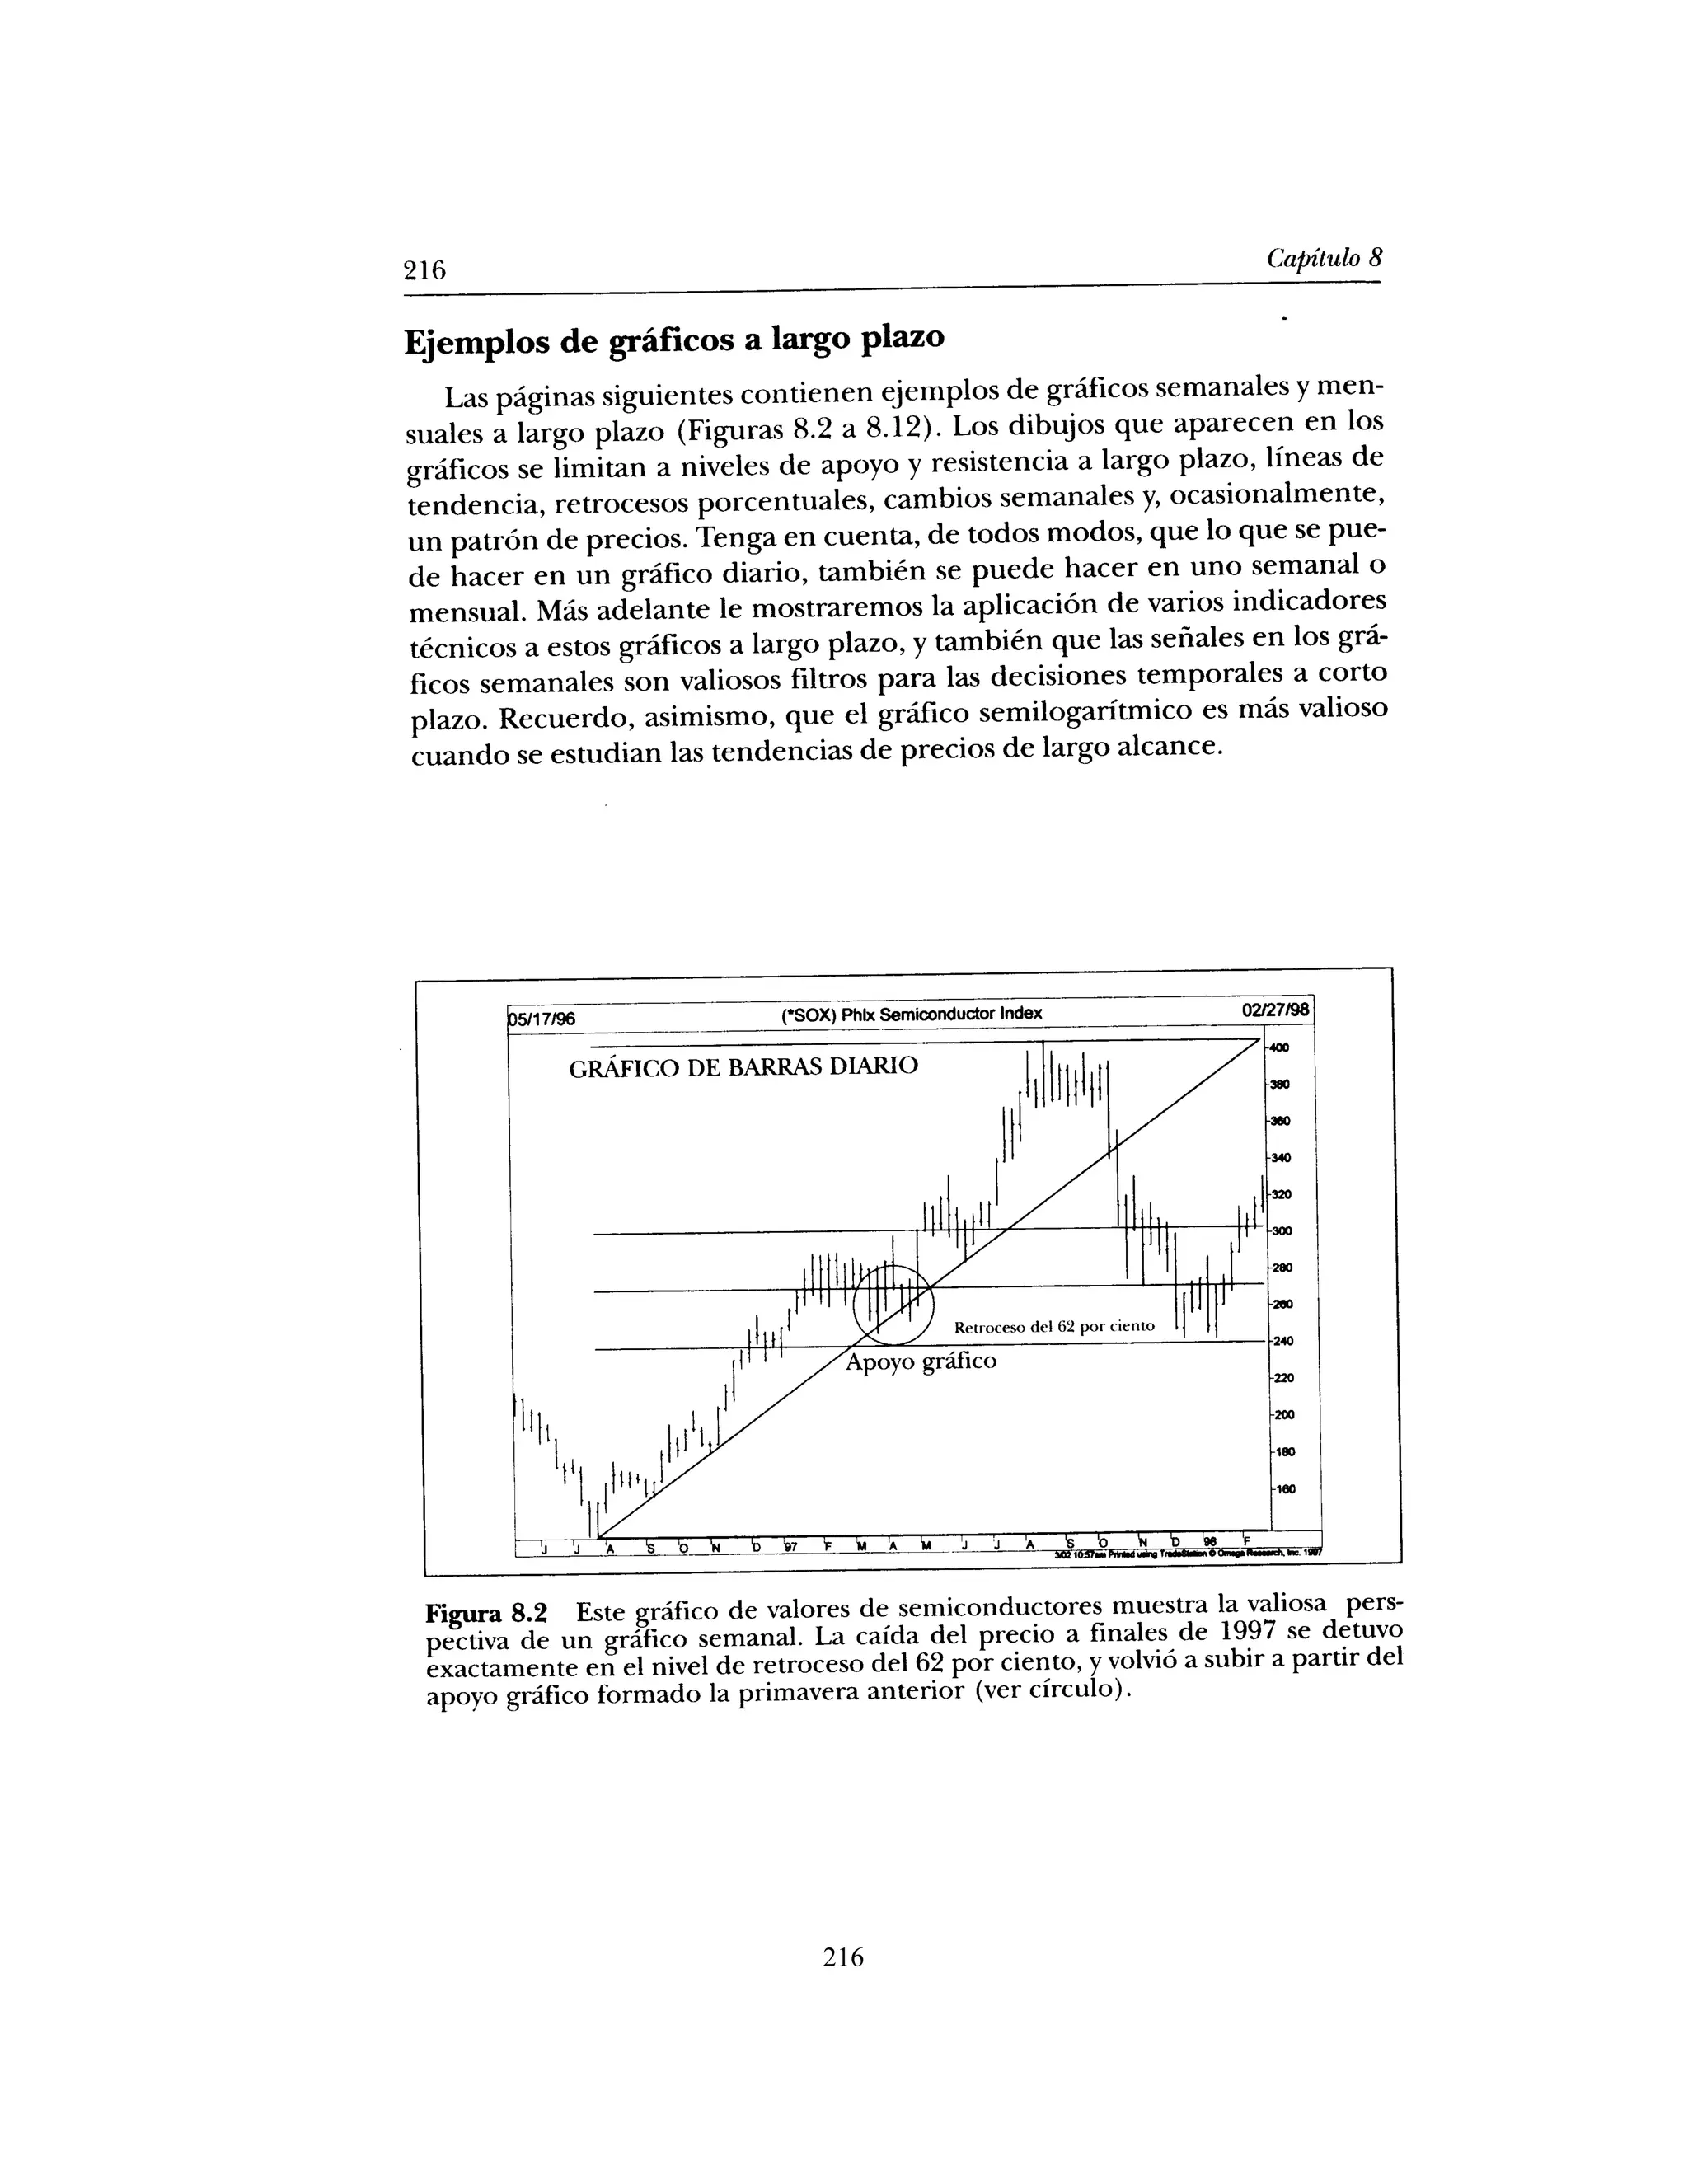 216
Capítulo 8
Ejemplos de gráficos a largo plazo
Las páginas siguientes contienen ejemplos de gráficos semanales y men-
suales a largo plazo (Figuras 8.2 a 8.12). Los dibujos que aparecen en los
gráficos se limitan a niveles de apoyo y resistencia a largo plazo, líneas de
tendencia, retrocesos porcentuales, cambios semanales y, ocasionalmente,
un patrón de precios. Tenga en cuenta, de todos modos, que lo que se pue-
de hacer en un gráfico diario, también se puede hacer en uno semanal o
mensual. Más adelante le mostraremos la aplicación de varios indicadores
técnicos a estos gráficos a largo plazo, y también que las señales en los grá-
ficos semanales son valiosos filtros para las decisiones temporales a corto
plazo. Recuerdo, asimismo, que el gráfico semilogarítmico es más valioso
cuando se estudian las tendencias de precios de largo alcance.
05/17/96 (*SOX) Phlx Semiconductor Index 02/27/98
GRÁFICO DE BARRAS DIARIO
400
380
360
340
320
300
280
260
Retroceso del 62 por ciento
240
Apoyo gráfico
220
200
180
160
J J A S O N D 97 F M A M J J A S O N D 98 F
3/02 10:57am Printed using TradeStation © Omega Research, Inc. 1997
Figura 8.2 Este gráfico de valores de semiconductores muestra la valiosa pers-
pectiva de un gráfico semanal. La caída del precio a finales de 1997 se detuvo
exactamente en el nivel de retroceso del 62 por ciento, y volvió a subir a partir del
apoyo gráfico formado la primavera anterior (ver círculo).
216